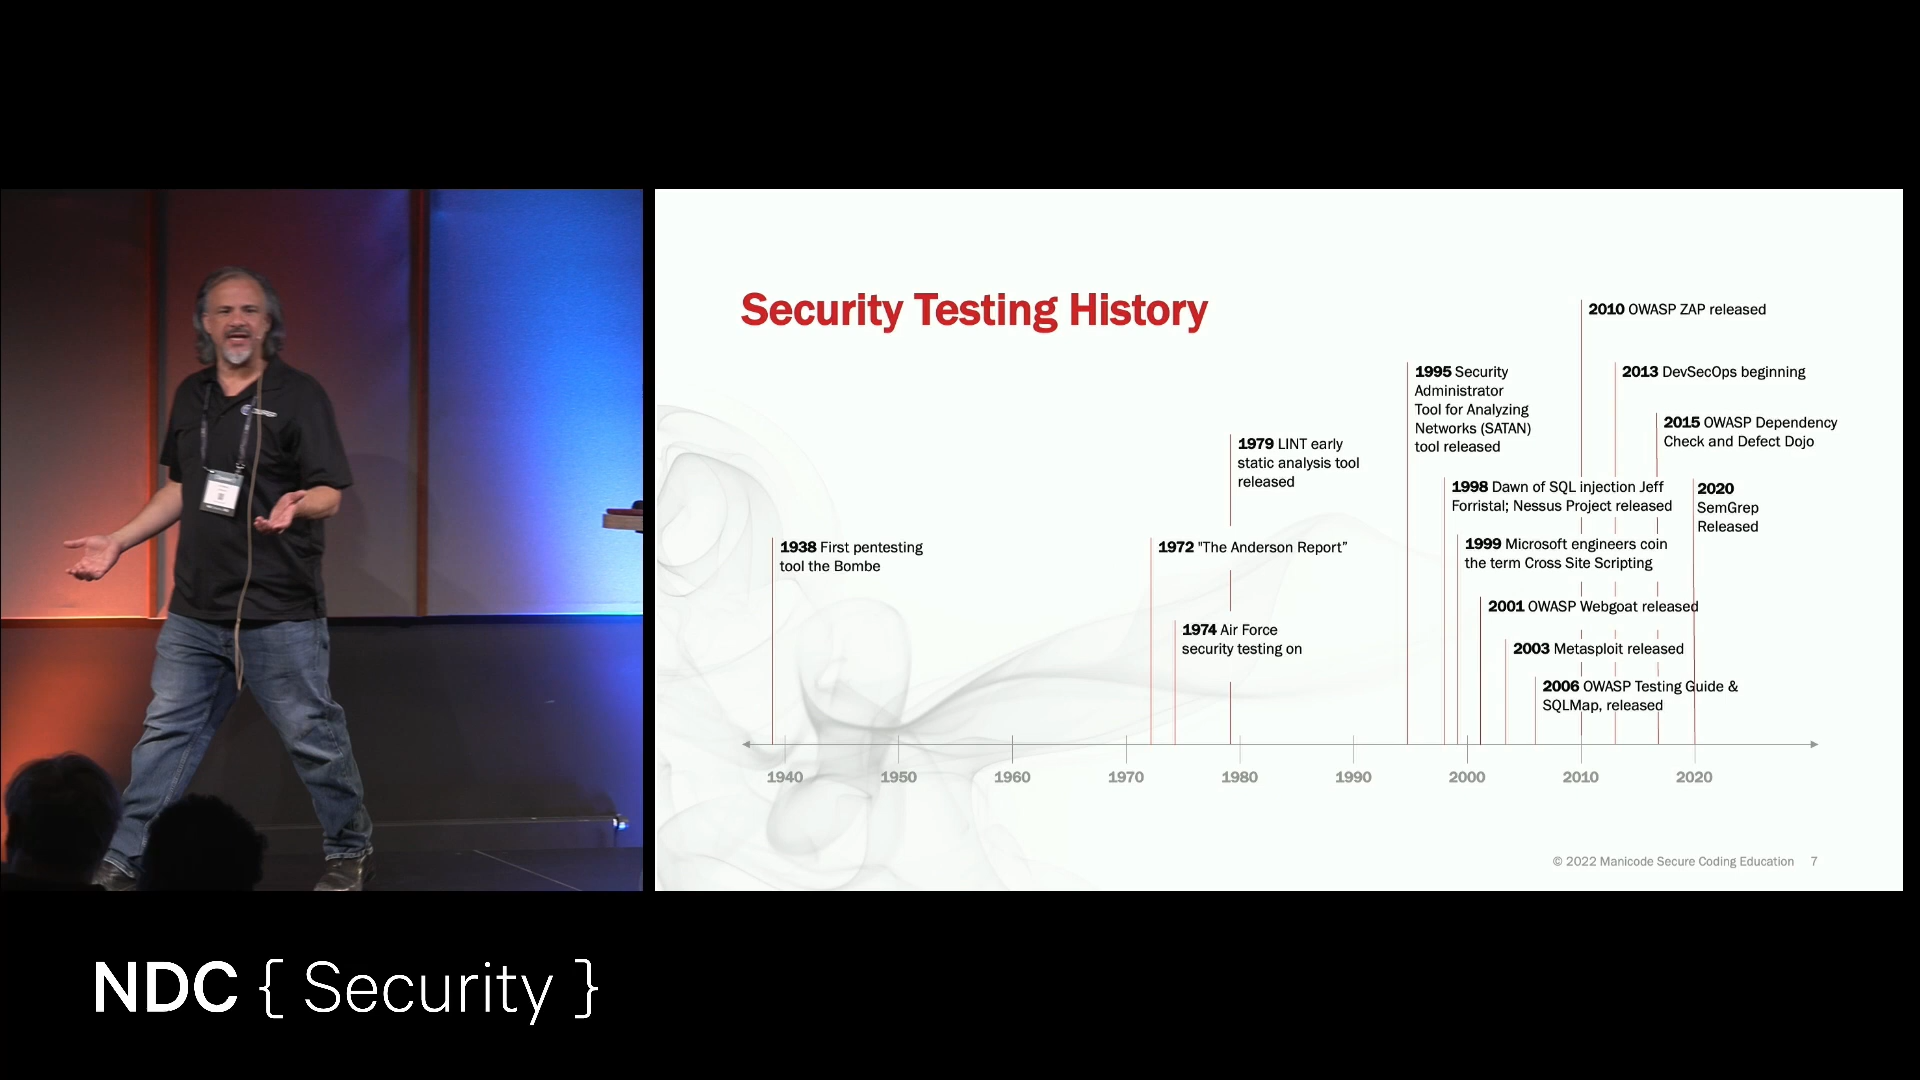 Security Testing History
2010 OWASP ZAP released
1995 Security
Administrator
Tool for Analyzing
Networks (SATAN)
tool released
2013 DevSecOps beginning
2015 OWASP Dependency
Check and Defect Dojo
1979 LINT early
static analysis tool
released
1998 Dawn of SQL injection Jeff
Forristal; Nessus Project released
2020
SemGrep
Released
1938 First pentesting
tool the Bombe
1972 "The Anderson Report”
1999 Microsoft engineers coin
the term Cross Site Scripting
2001 OWASP Webgoat released
1974 Air Force
security testing on
2003 Metasploit released
2006 OWASP Testing Guide &
SQLMap, released
1940 1950 1960 1970 1980 1990 2000 2010 2020
© 2022 Manicode Secure Coding Education 7
NDC { Security }